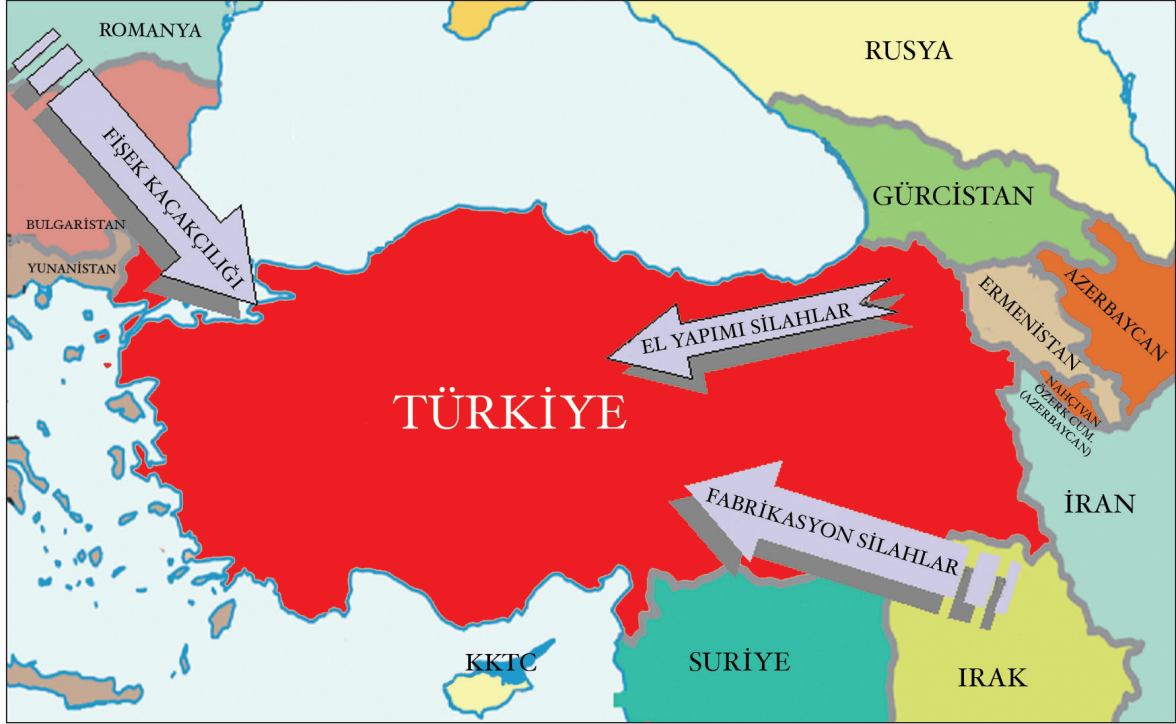 ROMANYA
RUSYA
FİŞEK KAÇAKÇILIĞI
GÜRCİSTAN
BULGARİSTAN
YUNANİSTAN
AZERBAYCAN
ERMENİSTAN
EL YAPIMI SİLAHLAR
NAHÇIVAN
ÖZERK CUM.
(AZERBAYCAN)
TÜRKİYE
İRAN
FABRİKASYON SİLAHLAR
KKTC
SURİYE
IRAK